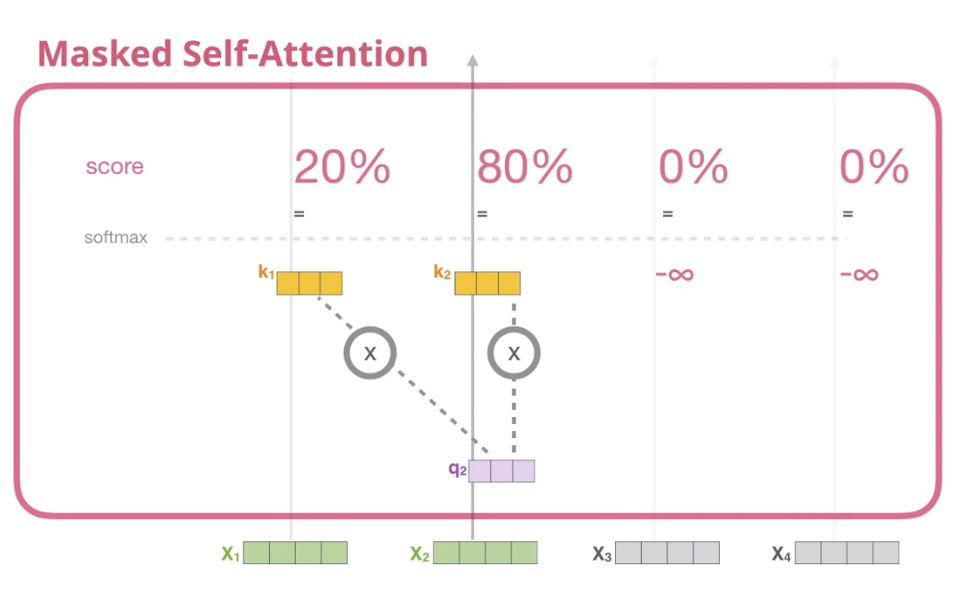 Masked Self-Attention
score 20% 80% 0% 0%
= = = =
softmax
k₁ k₂ -∞ -∞
x x
q₂
X₁ X₂ X₃ X₄